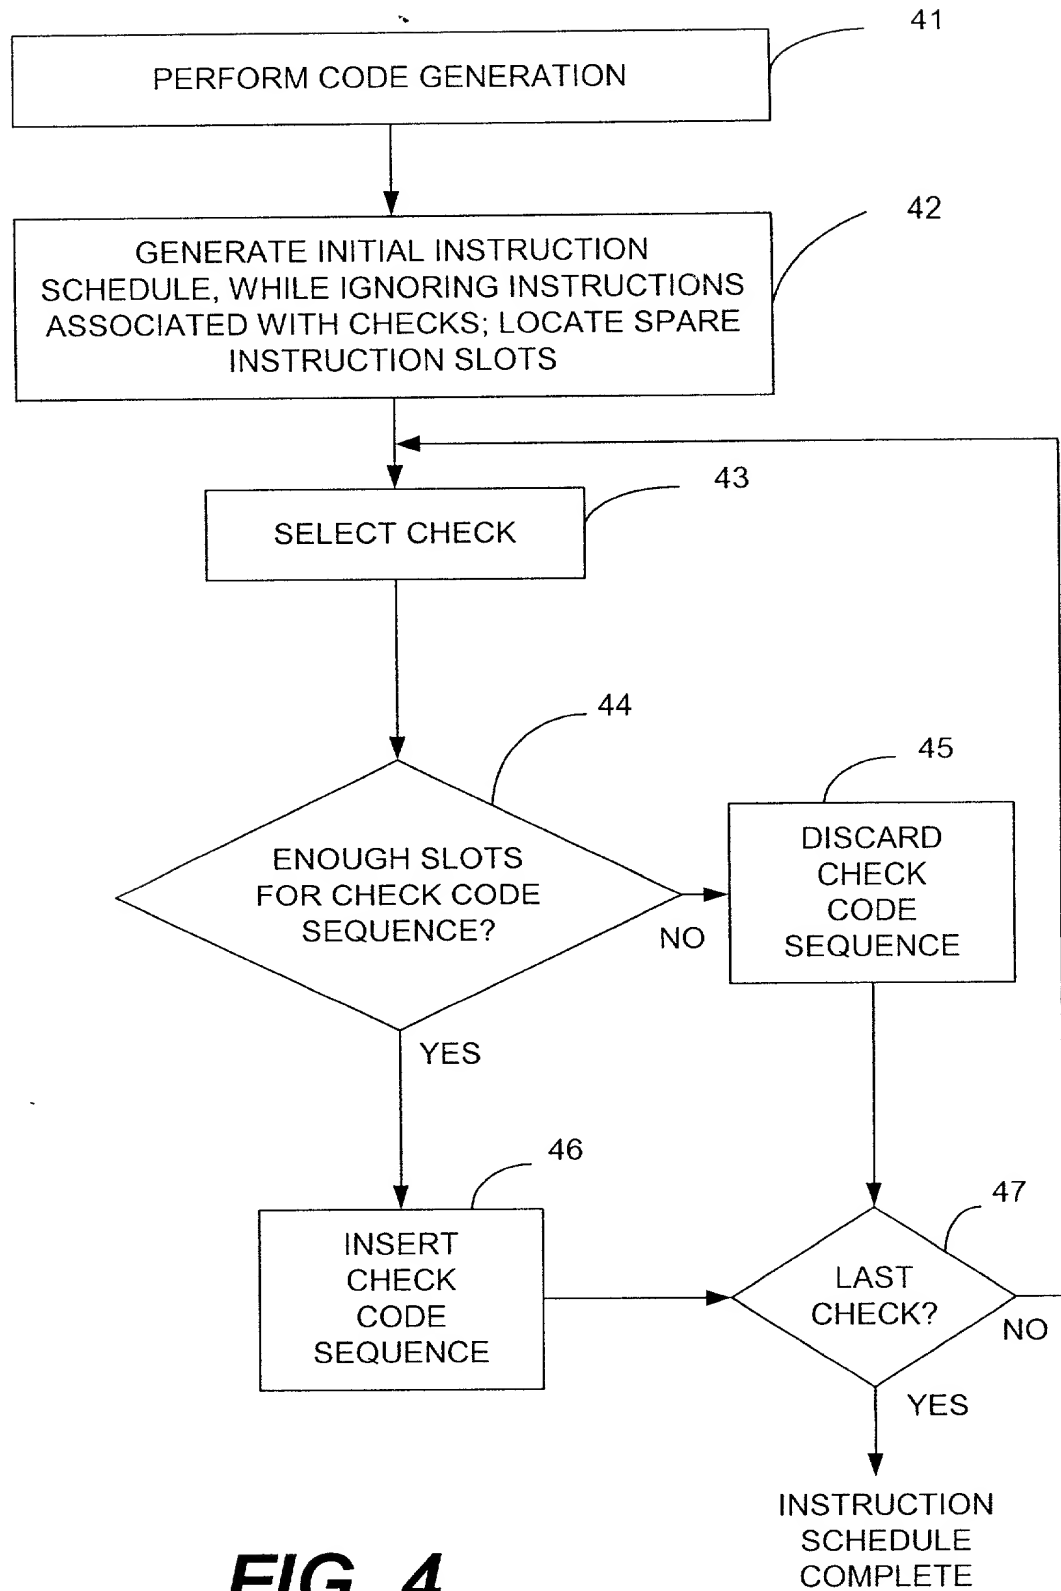 41
PERFORM CODE GENERATION
42
GENERATE INITIAL INSTRUCTION
SCHEDULE, WHILE IGNORING INSTRUCTIONS
ASSOCIATED WITH CHECKS; LOCATE SPARE
INSTRUCTION SLOTS
43
SELECT CHECK
44
ENOUGH SLOTS
FOR CHECK CODE
SEQUENCE?
NO
YES
45
DISCARD
CHECK
CODE
SEQUENCE
46
INSERT
CHECK
CODE
SEQUENCE
47
LAST
CHECK?
NO
YES
INSTRUCTION
SCHEDULE
COMPLETE
FIG. 4